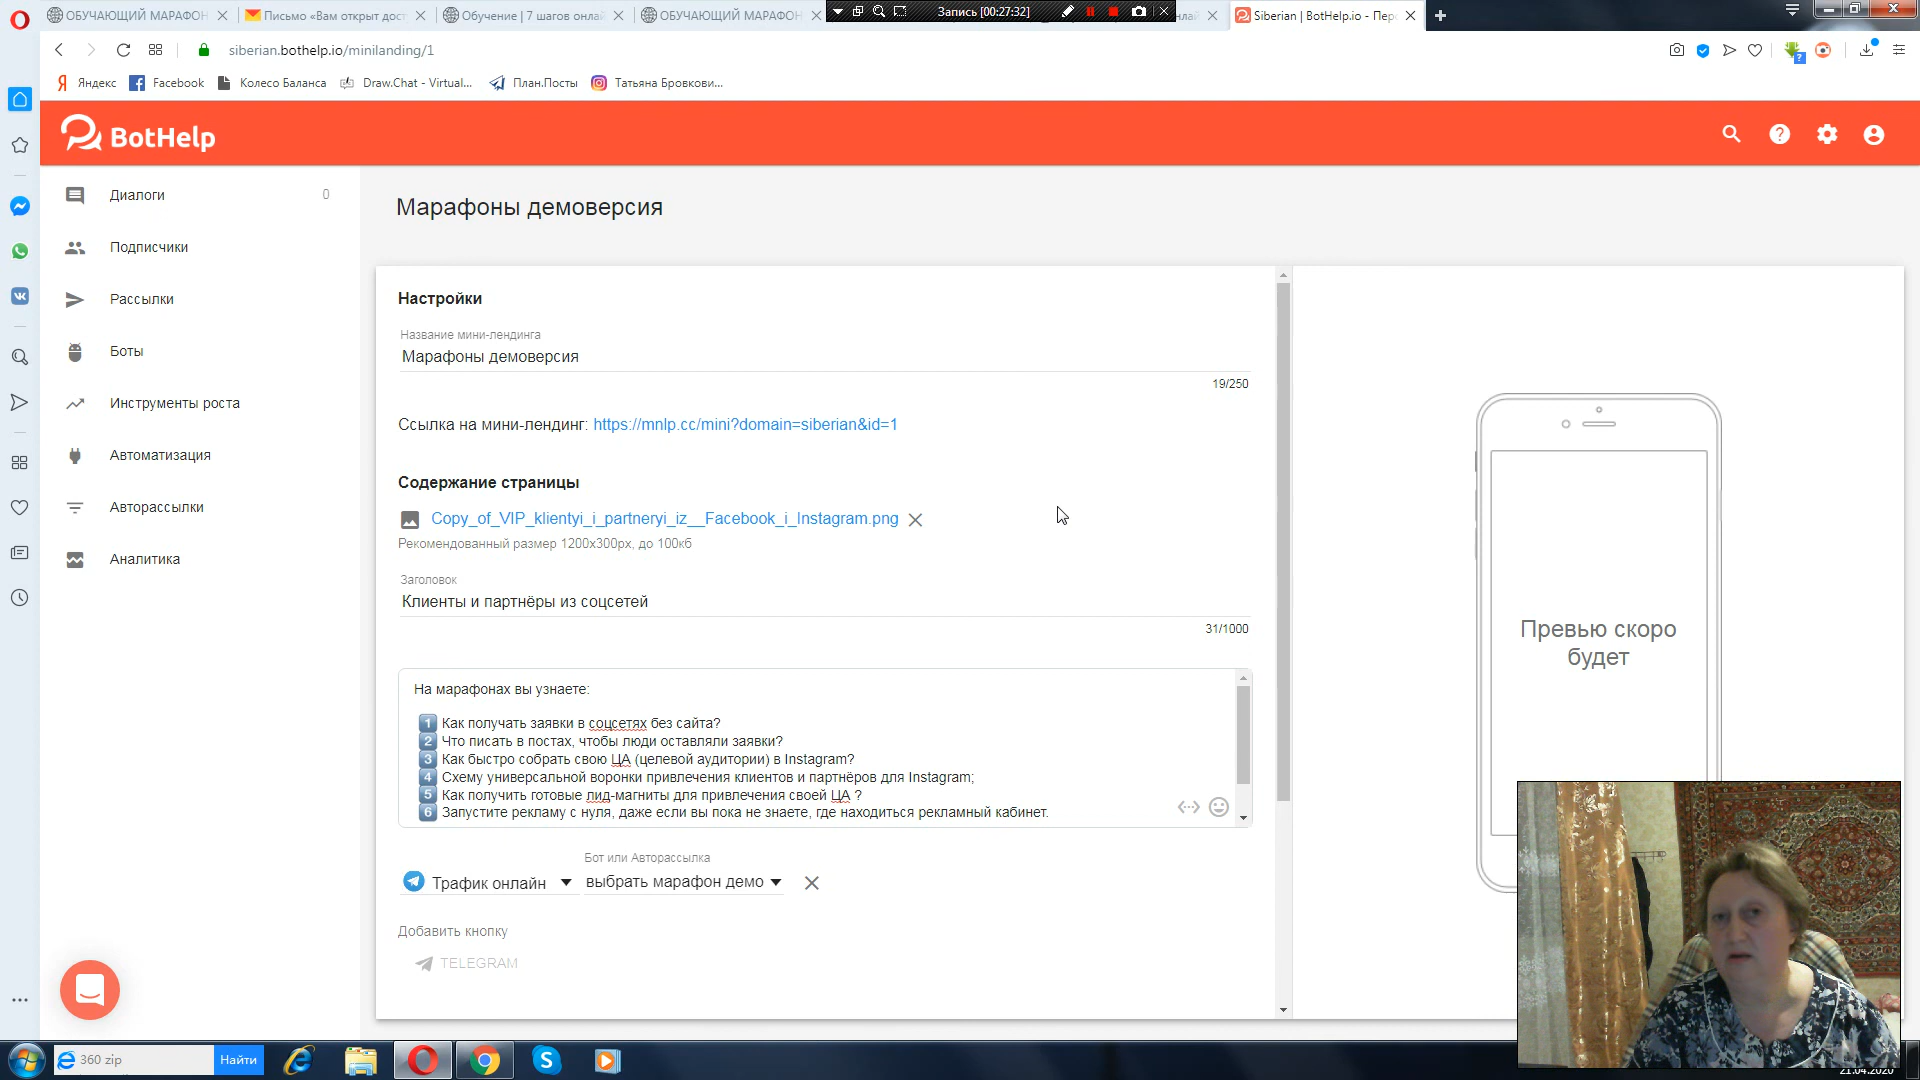 ОБУЧАЮЩИЙ МАРАФОН
Письмо «Вам открыт дост
Обучение | 7 шагов онла
ОБУЧАЮЩИЙ МАРАФОН
Запись [00:27:32]
Siberian | BotHelp.io - Пер
siberian.bothelp.io/minilanding/1
Яндекс
Facebook
Колесо Баланса
Draw.Chat - Virtual...
План.Посты
Татьяна Бровкови...
BotHelp
Диалоги
0
Подписчики
Рассылки
Боты
Инструменты роста
Автоматизация
Авторассылки
Аналитика
Марафоны демоверсия
Настройки
Название мини-лендинга
Марафоны демоверсия
19/250
Ссылка на мини-лендинг: https://mnlp.cc/mini?domain=siberian&id=1
Содержание страницы
Copy_of_VIP_klientyi_i_partneryi_iz__Facebook_i_Instagram.png
Рекомендованный размер 1200х300px, до 100кб
Заголовок
Клиенты и партнёры из соцсетей
31/1000
На марафонах вы узнаете:
1 Как получать заявки в соцсетях без сайта?
2 Что писать в постах, чтобы люди оставляли заявки?
3 Как быстро собрать свою ЦА (целевой аудитории) в Instagram?
4 Схему универсальной воронки привлечения клиентов и партнёров для Instagram;
5 Как получить готовые лид-магниты для привлечения своей ЦА ?
6 Запустите рекламу с нуля, даже если вы пока не знаете, где находиться рекламный кабинет.
Бот или Авторассылка
Трафик онлайн
выбрать марафон демо
Добавить кнопку
TELEGRAM
Превью скоро
будет
360 zip
Найти
21.04.2020